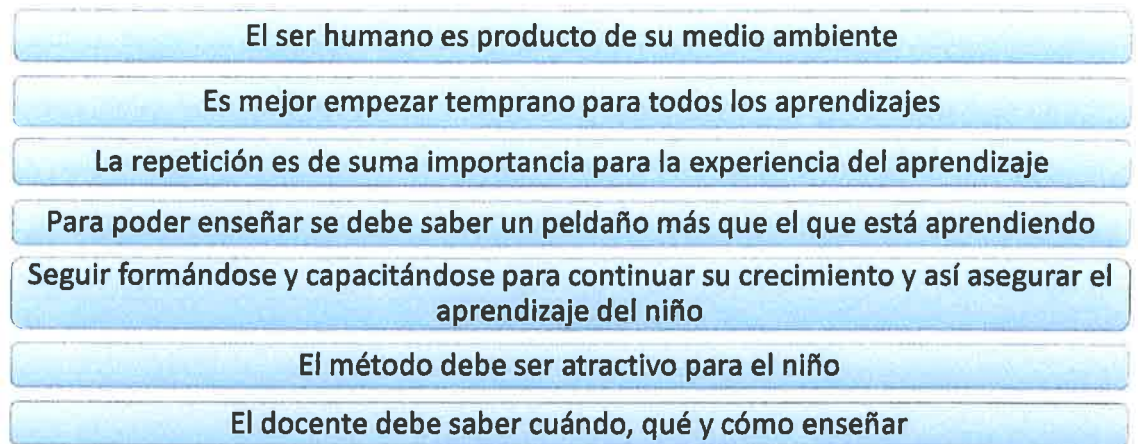 El ser humano es producto de su medio ambiente
Es mejor empezar temprano para todos los aprendizajes
La repetición es de suma importancia para la experiencia del aprendizaje
Para poder enseñar se debe saber un peldaño más que el que está aprendiendo
Seguir formándose y capacitándose para continuar su crecimiento y así asegurar el
aprendizaje del niño
El método debe ser atractivo para el niño
El docente debe saber cuándo, qué y cómo enseñar